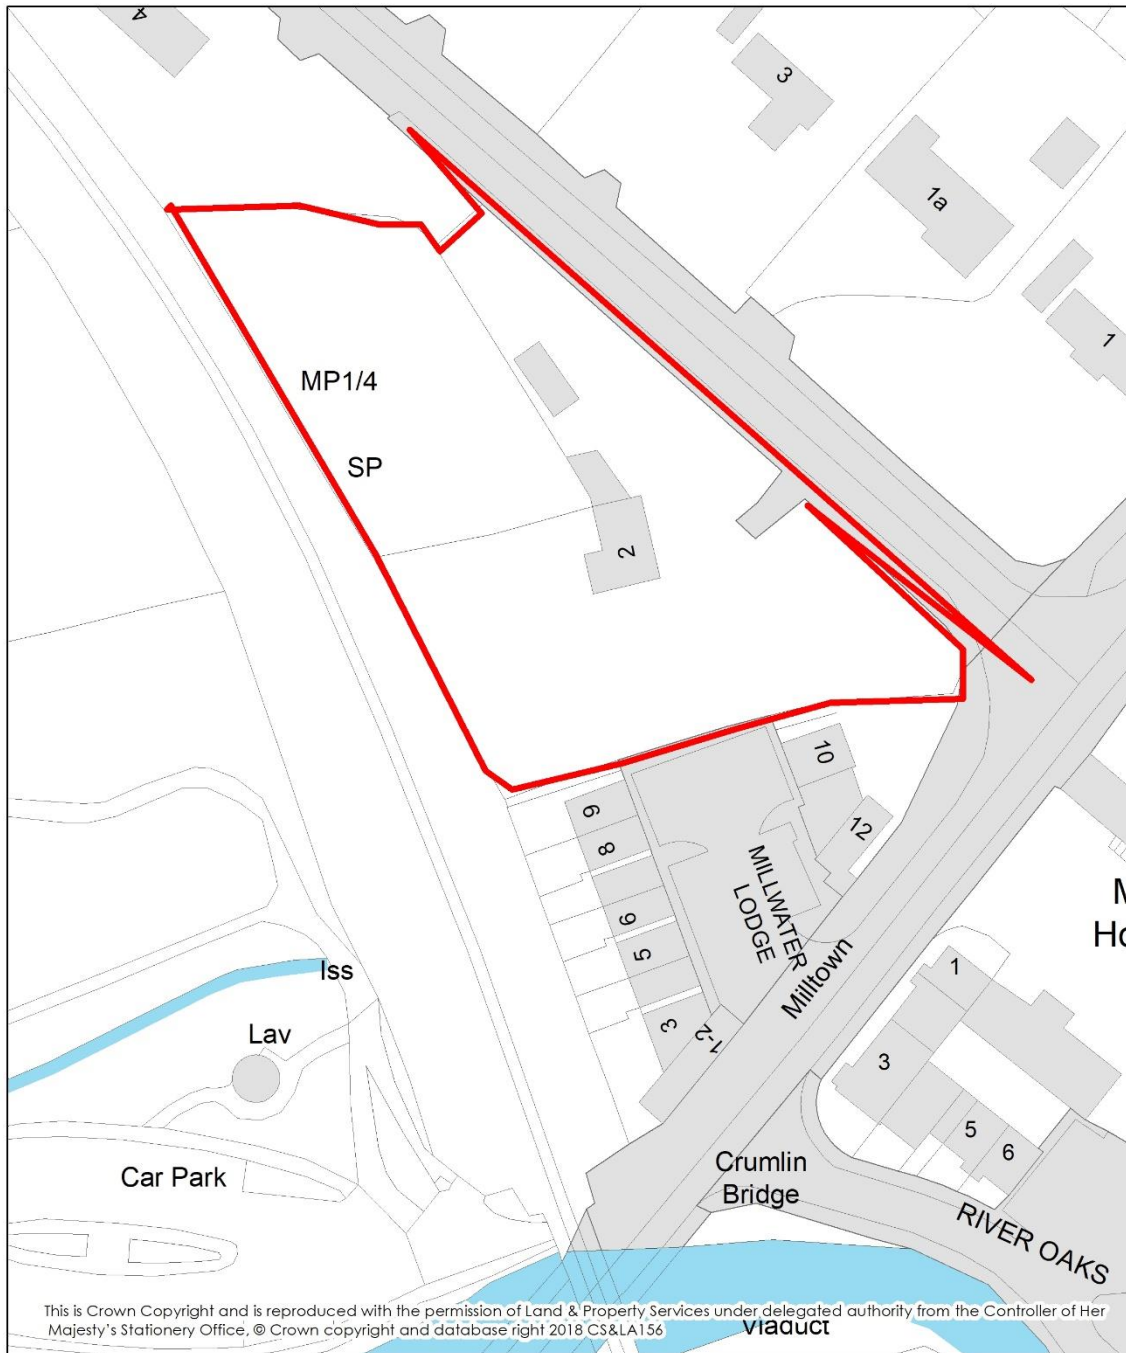 4
3
1a
1
MP1/4
SP
2
10
9
8
12
MILLWATER
LODGE
6
5
Milltown
3
1-2
M
Ho
1
3
5
6
Iss
Lav
Car Park
Crumlin
Bridge
RIVER OAKS
This is Crown Copyright and is reproduced with the permission of Land & Property Services under delegated authority from the Controller of Her
Majesty's Stationery Office, © Crown copyright and database right 2018 CS&LA156
Viaduct